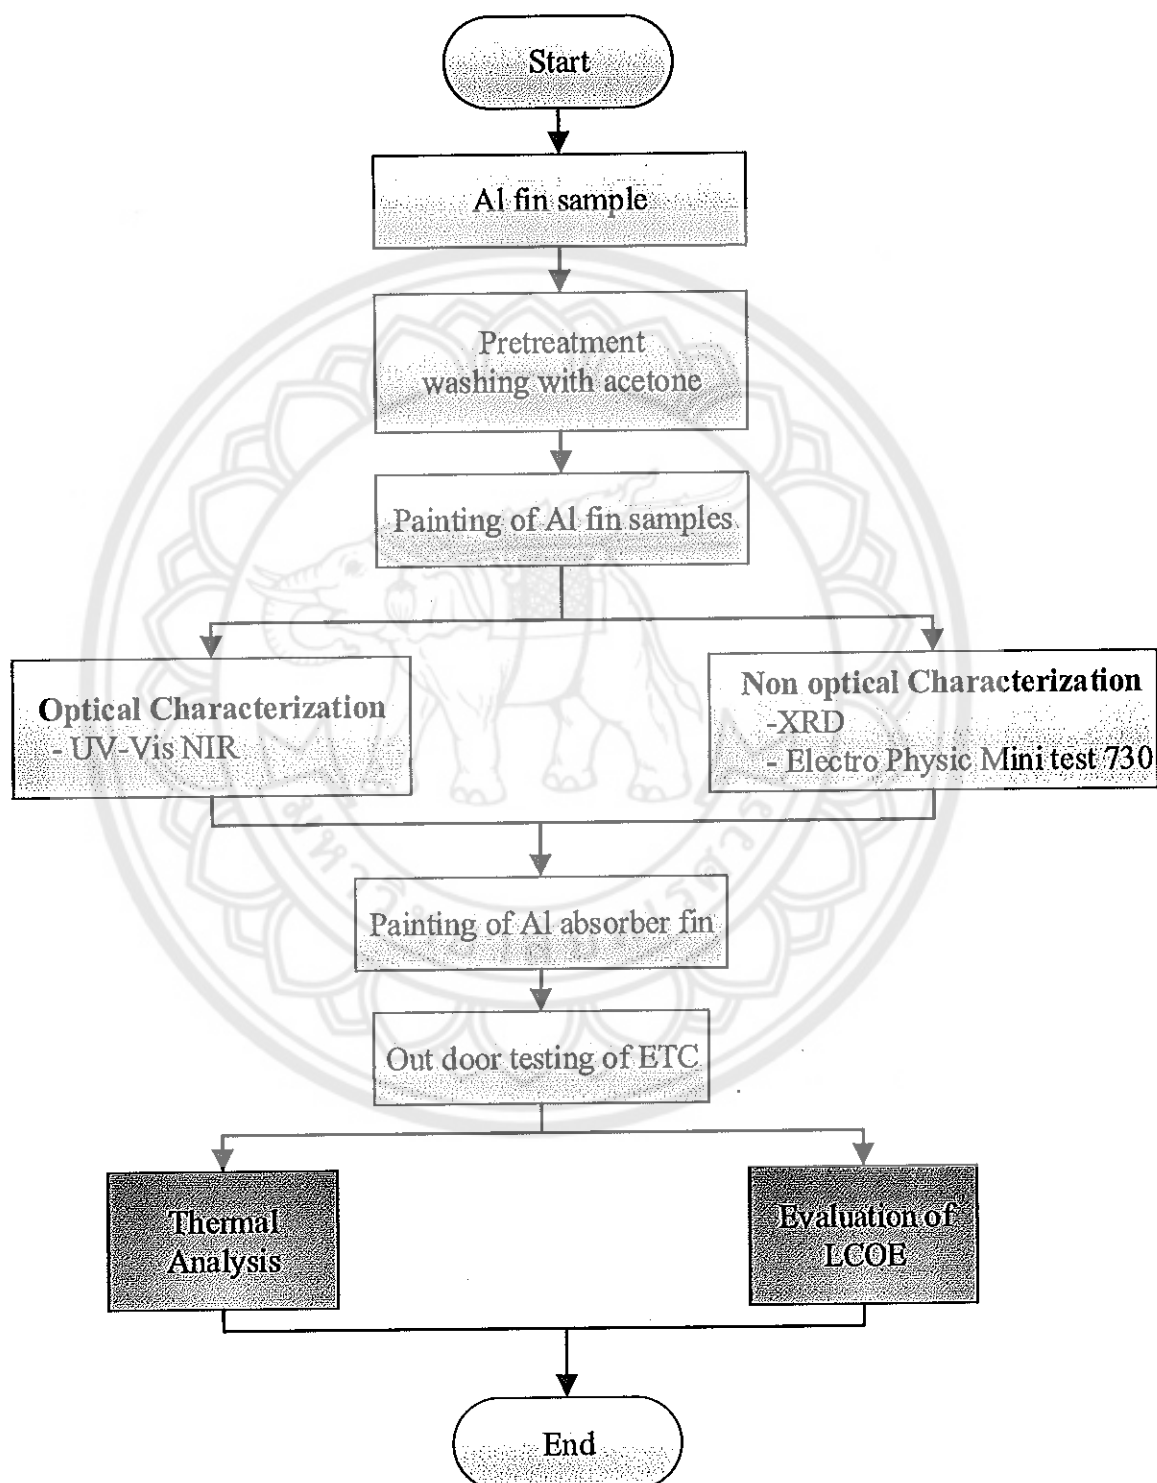 Start
Al fin sample
Pretreatment
washing with acetone
Painting of Al fin samples
Optical Characterization
- UV-Vis NIR
Non optical Characterization
-XRD
- Electro Physic Mini test 730
Painting of Al absorber fin
Out door testing of ETC
Thermal
Analysis
Evaluation of
LCOE
End